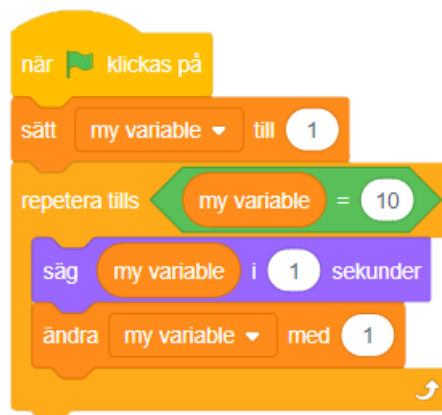 när klickas på
sätt my variable till 1
repetera tills my variable = 10
säg my variable i 1 sekunder
ändra my variable med 1